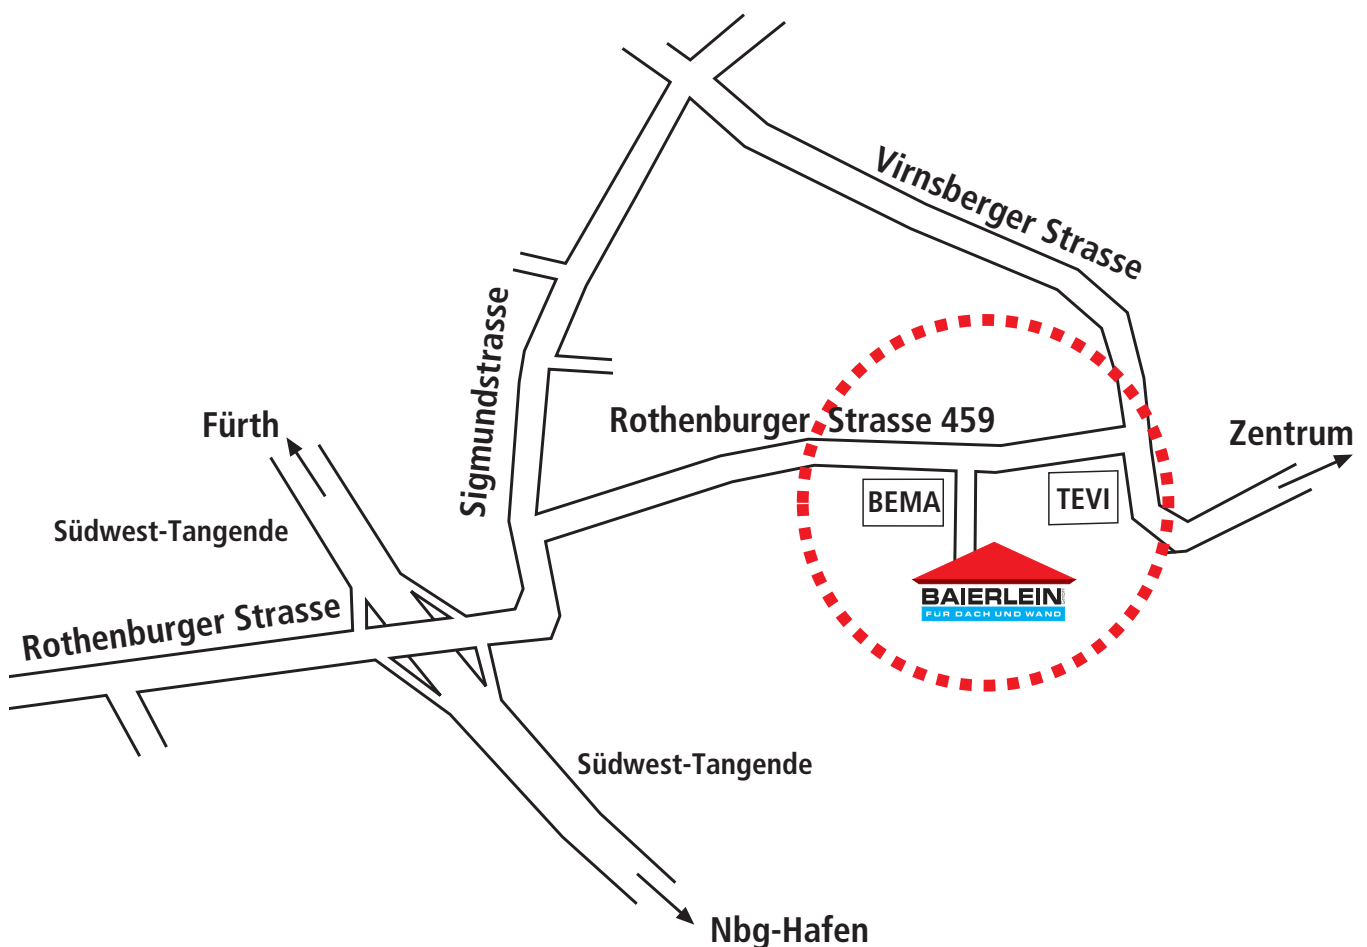 Virnsberger Strasse
Sigmundstrasse
Fürth
Rothenburger Strasse 459
Zentrum
BEMA
TEVI
Südwest-Tangende
BAIERLEIN
FÜR DACH UND WAND
Rothenburger Strasse
Südwest-Tangende
Nbg-Hafen